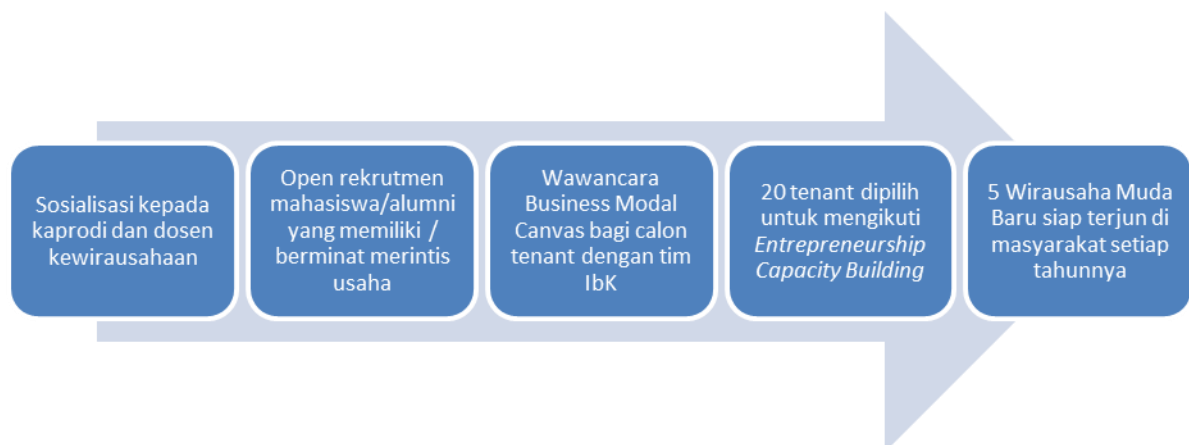 Sosialisasi kepada
kaprodi dan dosen
kewirausahaan
Open rekrutmen
mahasiswa/alumni
yang memiliki /
berminat merintis
usaha
Wawancara
Business Modal
Canvas bagi calon
tenant dengan tim
IbK
20 tenant dipilih
untuk mengikuti
Entrepreneurship
Capacity Building
5 Wirausaha Muda
Baru siap terjun di
masyarakat setiap
tahunnya